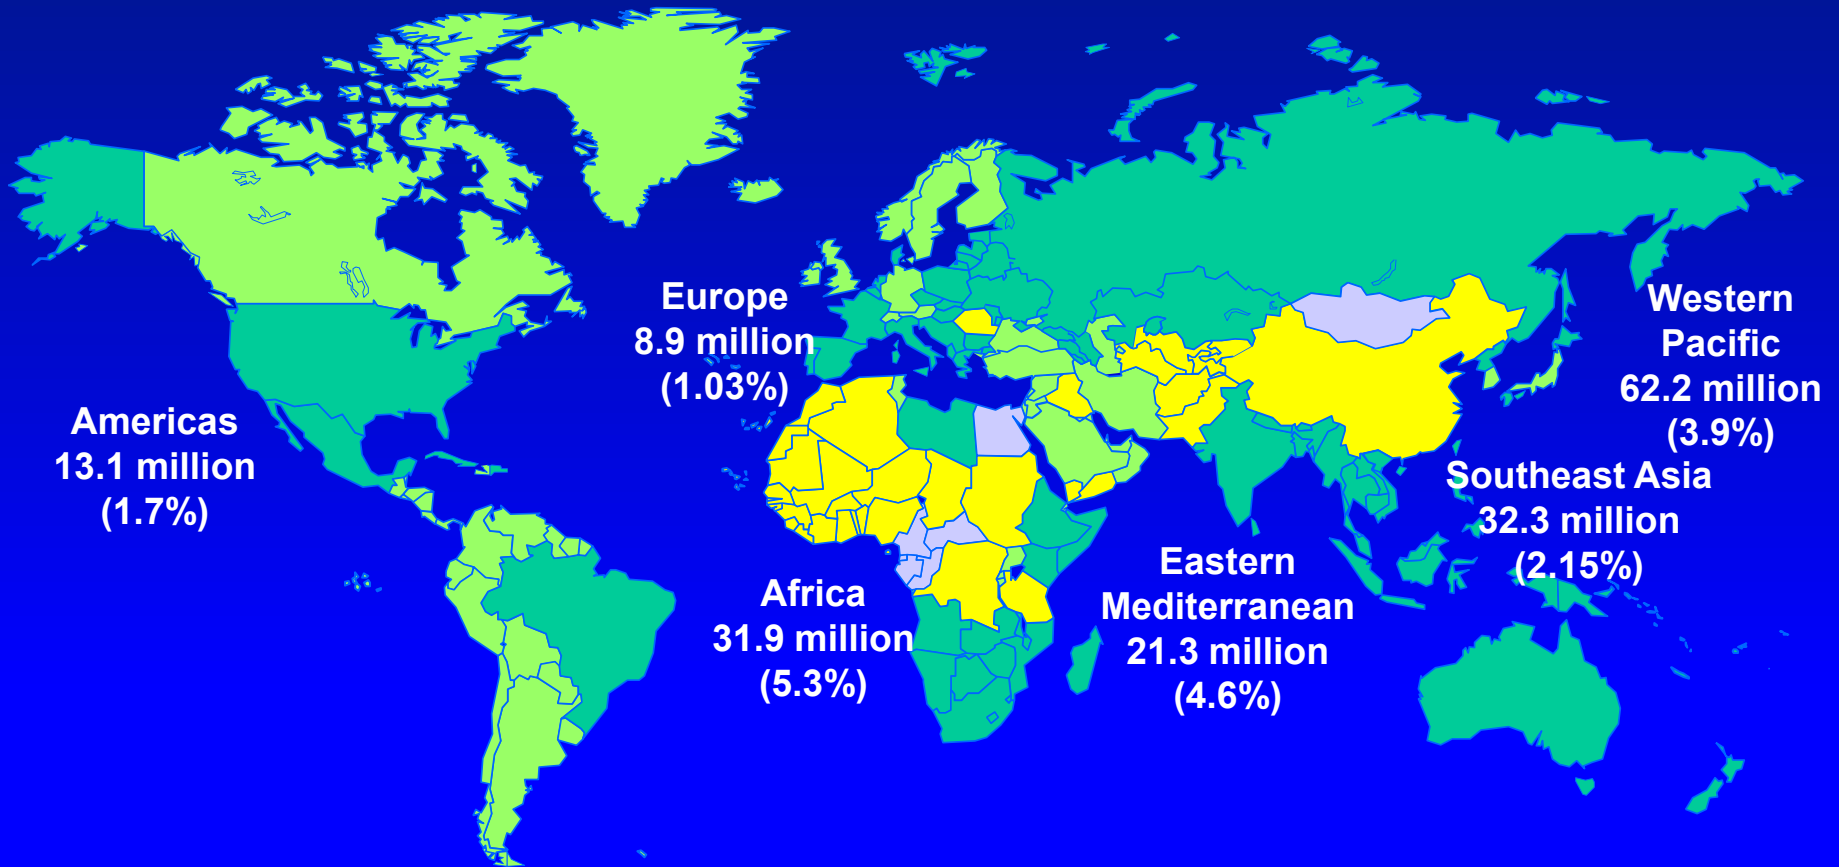 Europe
8.9 million
(1.03%)
Western
Pacific
62.2 million
(3.9%)
Americas
13.1 million
(1.7%)
Southeast Asia
32.3 million
(2.15%)
Africa
31.9 million
(5.3%)
Eastern
Mediterranean
21.3 million
(4.6%)